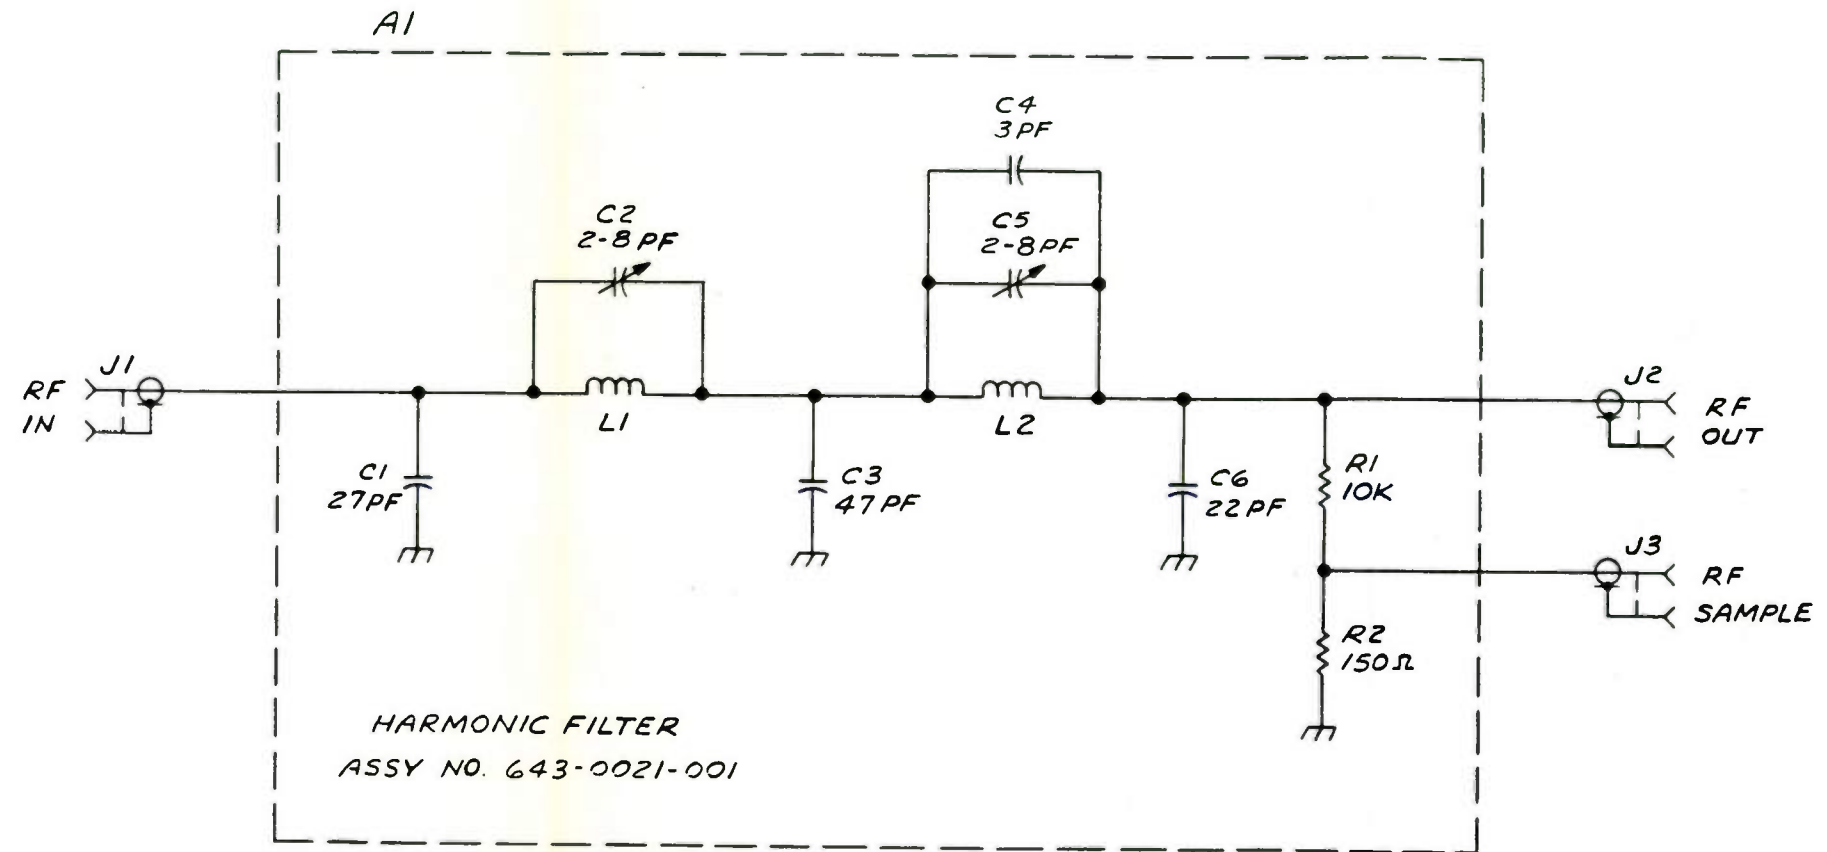 A1
C4
3PF
C2
2-8PF
C5
2-8PF
J1
RF
IN
L1
L2
J2
RF
OUT
C1
27PF
C3
47PF
C6
22PF
R1
10K
J3
RF
SAMPLE
R2
150Ω
HARMONIC FILTER
ASSY NO. 643-0021-001